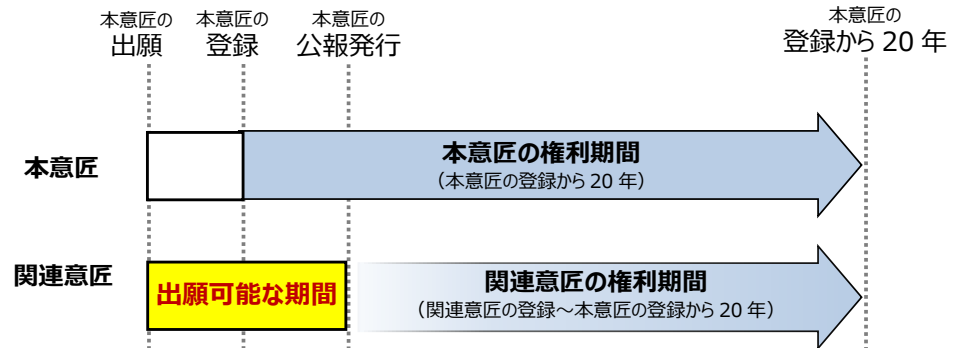 本意匠の
出願
本意匠の
登録
本意匠の
公報発行
本意匠の
登録から 20 年
本意匠
本意匠の権利期間
（本意匠の登録から 20 年）
関連意匠
出願可能な期間
関連意匠の権利期間
（関連意匠の登録～本意匠の登録から 20 年）